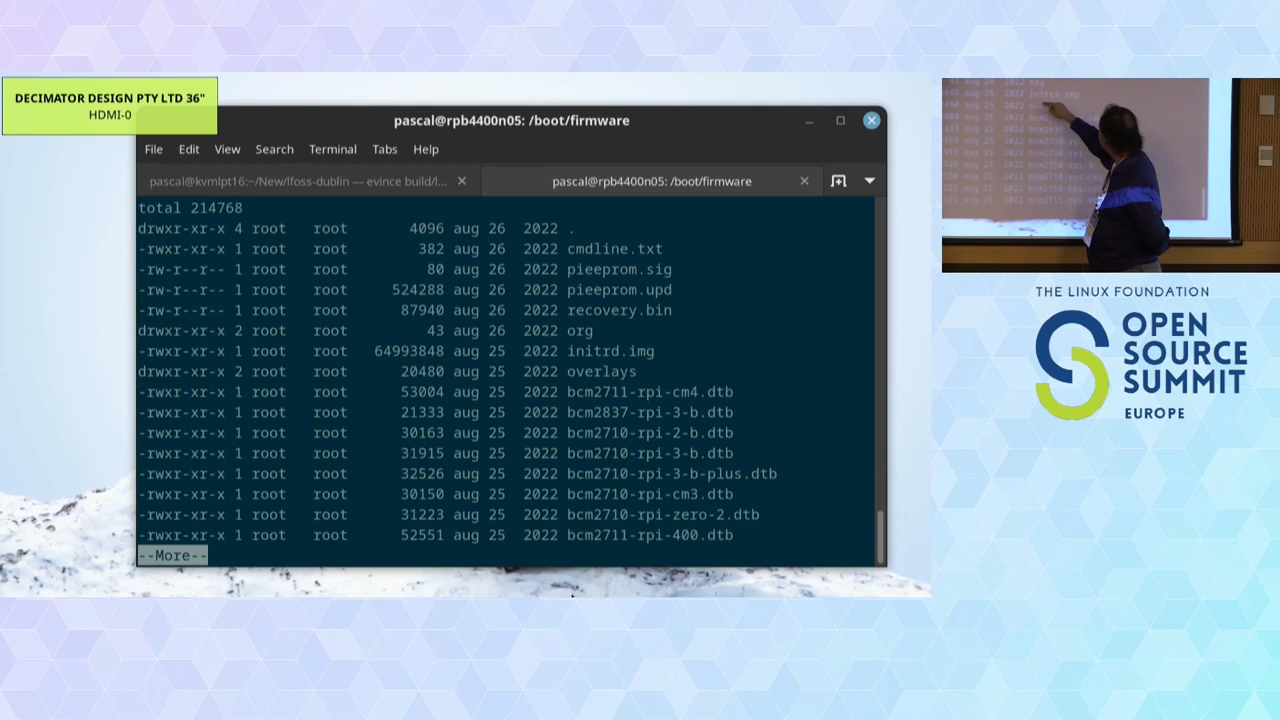 DECIMATOR DESIGN PTY LTD 36"
HDMI-0
pascal@rpb4400n05: /boot/firmware
File Edit View Search Terminal Tabs Help
pascal@kvmlpt16:~/New/lfoss-dublin — evince build/l...
pascal@rpb4400n05: /boot/firmware
total 214768
drwxr-xr-x 4 root root 4096 aug 26 2022 .
-rwxr-xr-x 1 root root 382 aug 26 2022 cmdline.txt
-rw-r--r-- 1 root root 80 aug 26 2022 pieeprom.sig
-rw-r--r-- 1 root root 524288 aug 26 2022 pieeprom.upd
-rw-r--r-- 1 root root 87940 aug 26 2022 recovery.bin
drwxr-xr-x 2 root root 43 aug 26 2022 org
-rwxr-xr-x 1 root root 64993848 aug 25 2022 initrd.img
drwxr-xr-x 2 root root 20480 aug 25 2022 overlays
-rwxr-xr-x 1 root root 53004 aug 25 2022 bcm2711-rpi-cm4.dtb
-rwxr-xr-x 1 root root 21333 aug 25 2022 bcm2837-rpi-3-b.dtb
-rwxr-xr-x 1 root root 30163 aug 25 2022 bcm2710-rpi-2-b.dtb
-rwxr-xr-x 1 root root 31915 aug 25 2022 bcm2710-rpi-3-b.dtb
-rwxr-xr-x 1 root root 32526 aug 25 2022 bcm2710-rpi-3-b-plus.dtb
-rwxr-xr-x 1 root root 30150 aug 25 2022 bcm2710-rpi-cm3.dtb
-rwxr-xr-x 1 root root 31223 aug 25 2022 bcm2710-rpi-zero-2.dtb
-rwxr-xr-x 1 root root 52551 aug 25 2022 bcm2711-rpi-400.dtb
--More--
THE LINUX FOUNDATION
OPEN
SOURCE
SUMMIT
EUROPE